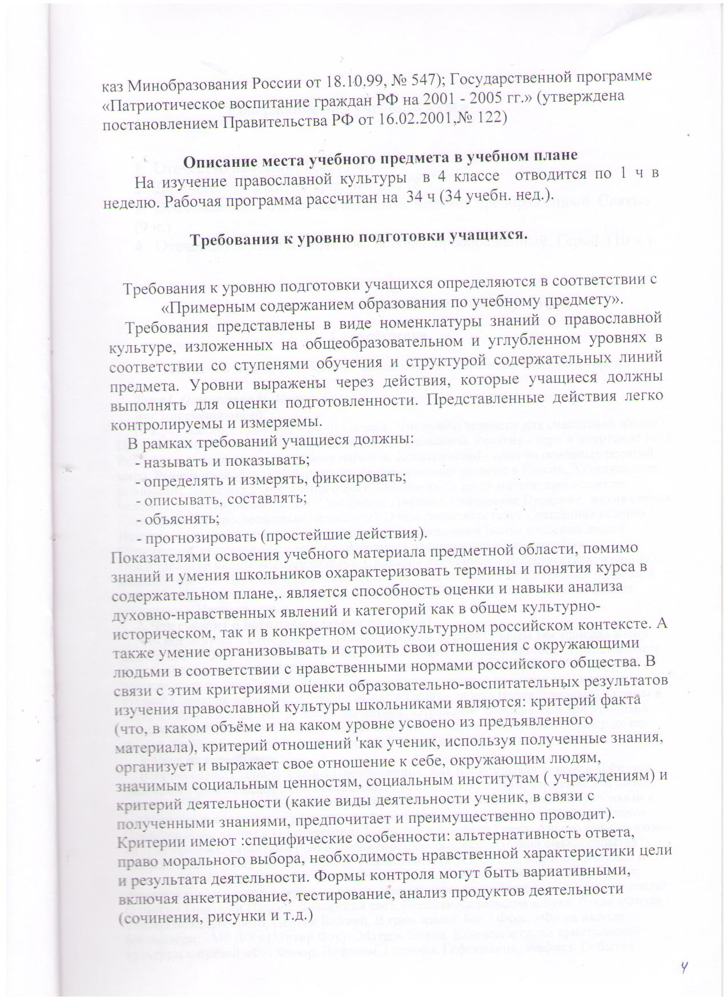 каз Минобразования России от 18.10.99, № 547); Государственной программе
«Патриотическое воспитание граждан РФ на 2001 - 2005 гг.» (утверждена
постановлением Правительства РФ от 16.02.2001,№ 122)
Описание места учебного предмета в учебном плане
На изучение православной культуры в 4 классе отводится по 1 ч в
неделю. Рабочая программа рассчитан на 34 ч (34 учебн. нед.).
Требования к уровню подготовки учащихся.
Требования к уровню подготовки учащихся определяются в соответствии с
«Примерным содержанием образования по учебному предмету».
Требования представлены в виде номенклатуры знаний о православной
культуре, изложенных на общеобразовательном и углубленном уровнях в
соответствии со ступенями обучения и структурой содержательных линий
предмета. Уровни выражены через действия, которые учащиеся должны
выполнять для оценки подготовленности. Представленные действия легко
контролируемы и измеряемы.
В рамках требований учащиеся должны:
- называть и показывать;
- определять и измерять, фиксировать;
- описывать, составлять;
- объяснять;
- прогнозировать (простейшие действия).
Показателями освоения учебного материала предметной области, помимо
знаний и умения школьников охарактеризовать термины и понятия курса в
содержательном плане,. является способность оценки и навыки анализа
духовно-нравственных явлений и категорий как в общем культурно-
историческом, так и в конкретном социокультурном российском контексте. А
также умение организовывать и строить свои отношения с окружающими
людьми в соответствии с нравственными нормами российского общества. В
связи с этим критериями оценки образовательно-воспитательных результатов
изучения православной культуры школьниками являются: критерий факта
(что, в каком объёме и на каком уровне усвоено из предъявленного
материала), критерий отношений 'как ученик, используя полученные знания,
организует и выражает свое отношение к себе, окружающим людям,
значимым социальным ценностям, социальным институтам ( учреждениям) и
критерий деятельности (какие виды деятельности ученик, в связи с
полученными знаниями, предпочитает и преимущественно проводит).
Критерии имеют :специфические особенности: альтернативность ответа,
право морального выбора, необходимость нравственной характеристики цели
и результата деятельности. Формы контроля могут быть вариативными,
включая анкетирование, тестирование, анализ продуктов деятельности
(сочинения, рисунки и т.д.)
4